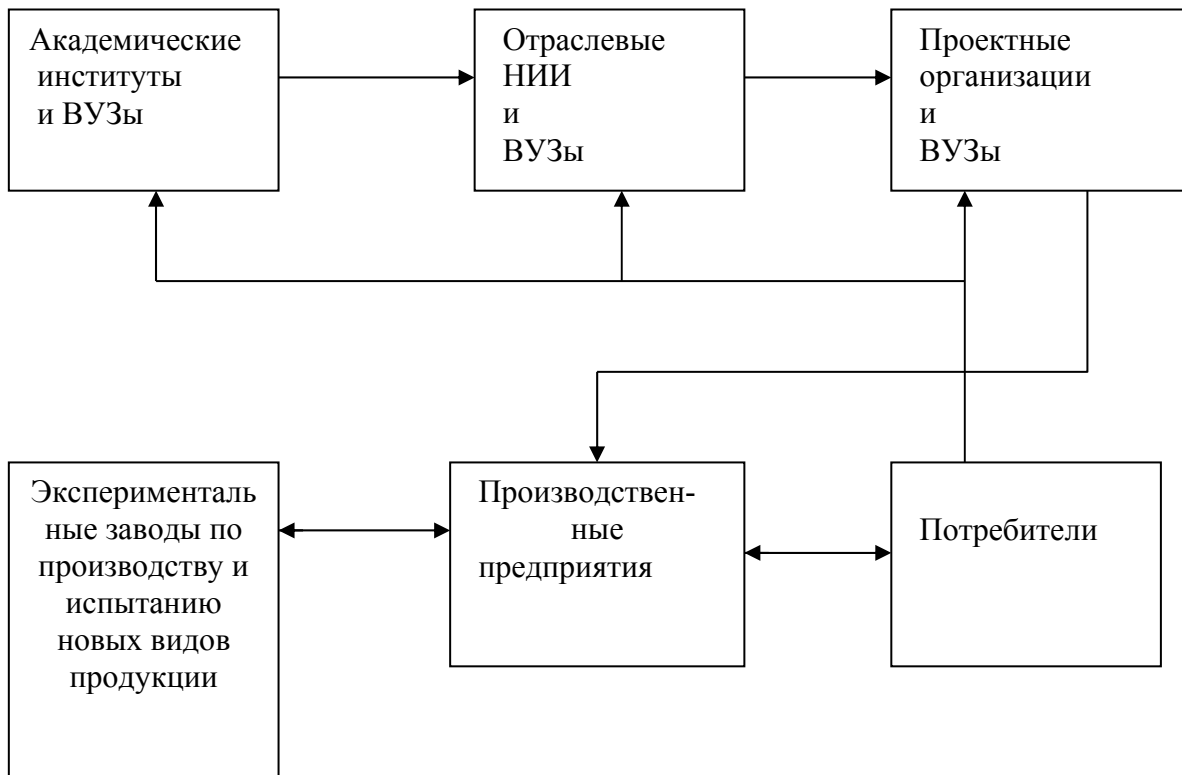 Академические
институты
и ВУЗы
Отраслевые
НИИ
и
ВУЗы
Проектные
организации
и
ВУЗы
Эксперименталь
ные заводы по
производству и
испытанию
новых видов
продукции
Производствен-
ные
предприятия
Потребители